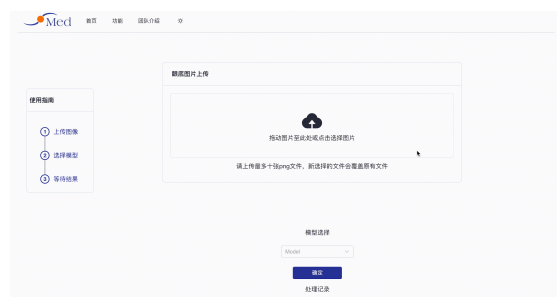 Med 首页 功能 团队介绍
眼底图片上传
使用指南
拖动图片至此处或点击选择图片
1 上传图像
2 选择模型
3 等待结果
请上传最多十张png文件，新选择的文件会覆盖原有文件
模型选择
Model
确定
处理记录